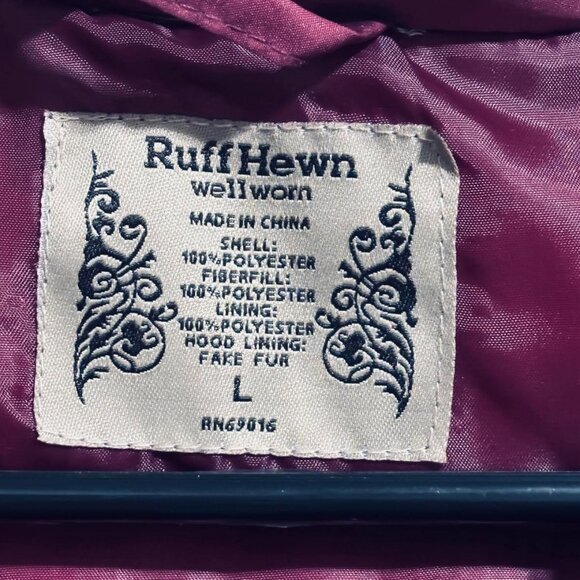 Ruff Hewn
well worn
MADE IN CHINA
SHELL:
100% POLYESTER
FIBERFILL:
100% POLYESTER
LINING:
100% POLYESTER
HOOD LINING:
FAKE FUR
L
RN69016